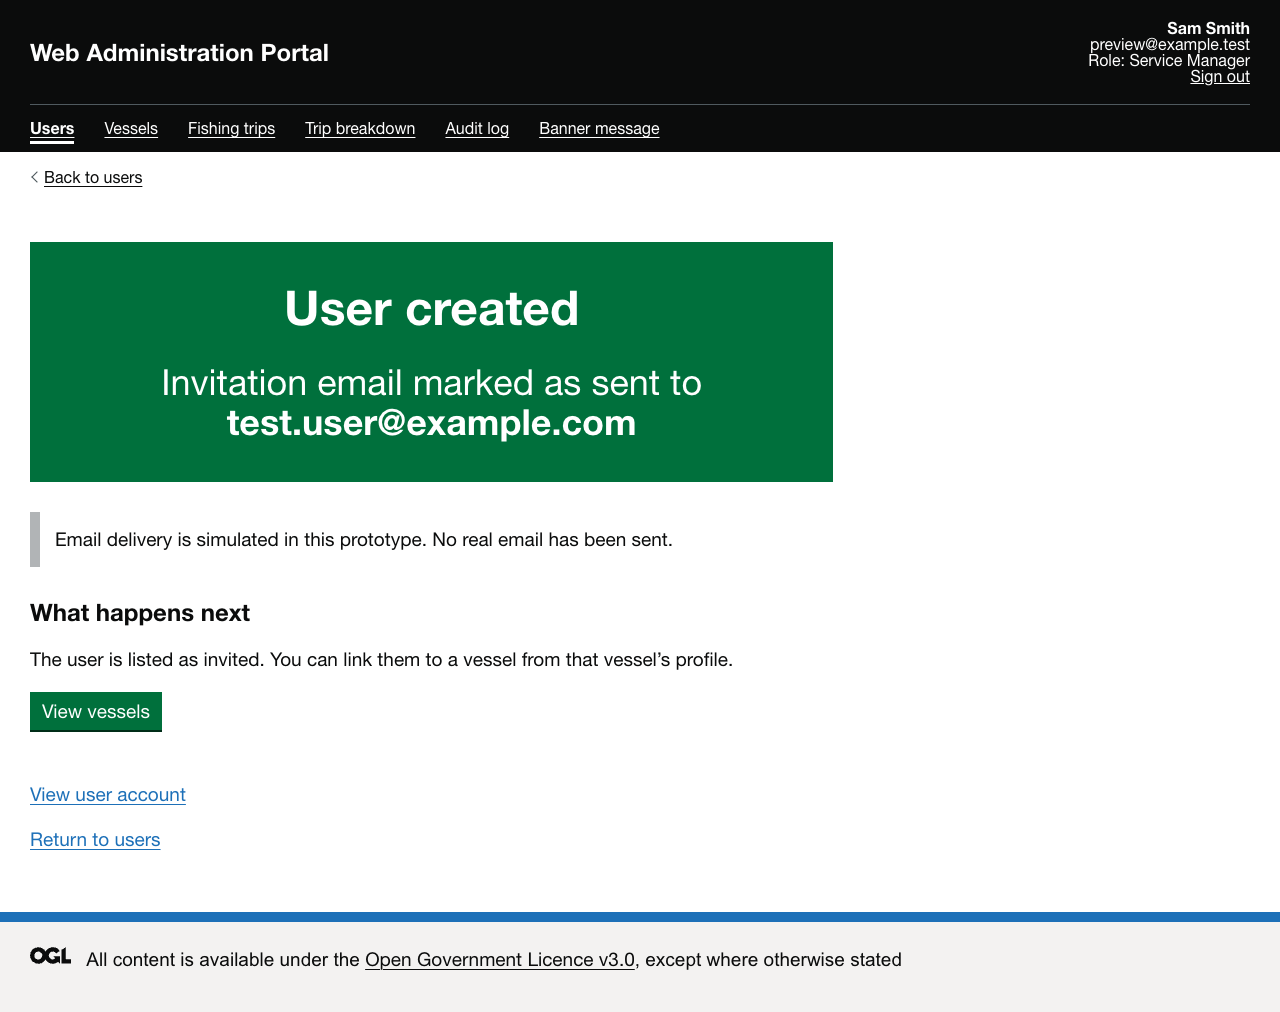 Web Administration Portal
Sam Smith
preview@example.test
Role: Service Manager
Sign out
Users Vessels Fishing trips Trip breakdown Audit log Banner message
Back to users
User created
Invitation email marked as sent to
test.user@example.com
Email delivery is simulated in this prototype. No real email has been sent.
What happens next
The user is listed as invited. You can link them to a vessel from that vessel’s profile.
View vessels
View user account
Return to users
OGL All content is available under the Open Government Licence v3.0, except where otherwise stated